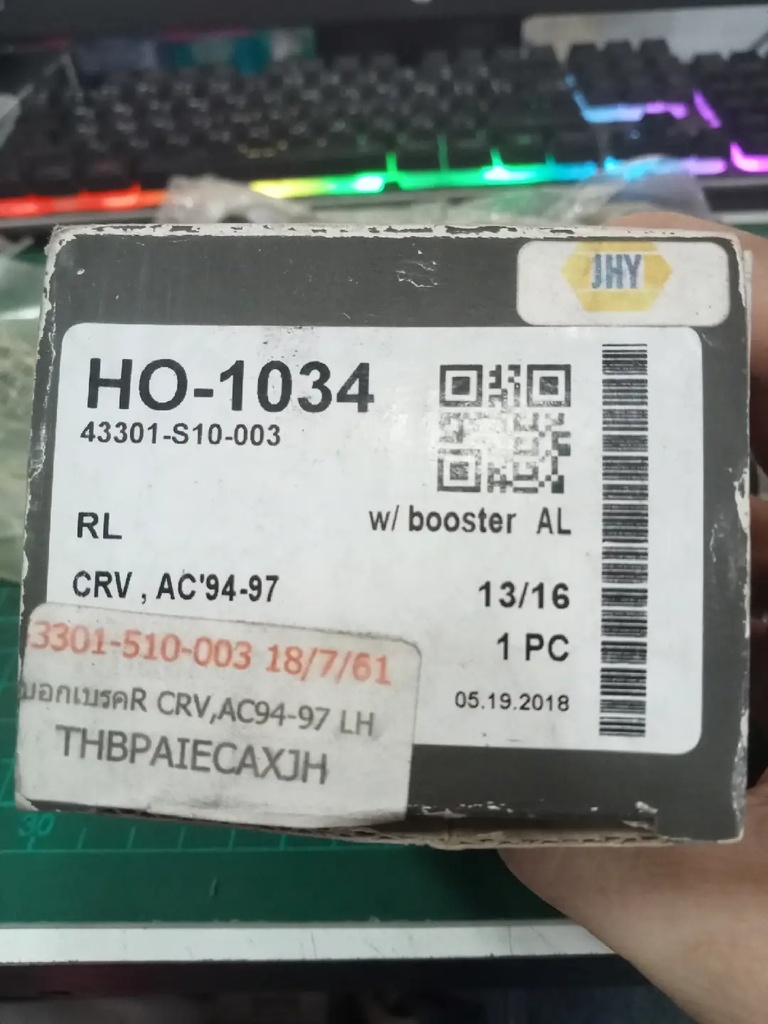 JHY
HO-1034
43301-S10-003
RL
w/ booster AL
CRV , AC'94-97
13/16
1 PC
05.19.2018
3301-510-003 18/7/61
บอกเบรคR CRV,AC94-97 LH
THBPAIECAXJH
30